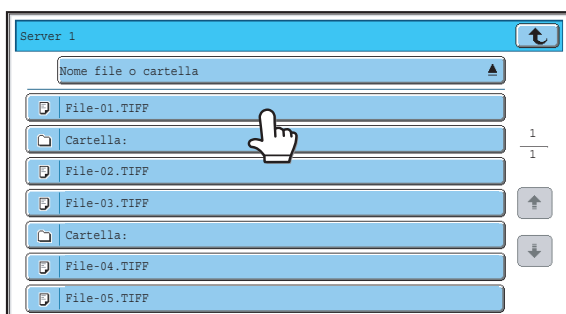 Server 1
Nome file o cartella
File-01.TIFF
Cartella:
1
1
File-02.TIFF
File-03.TIFF
Cartella:
File-04.TIFF
File-05.TIFF